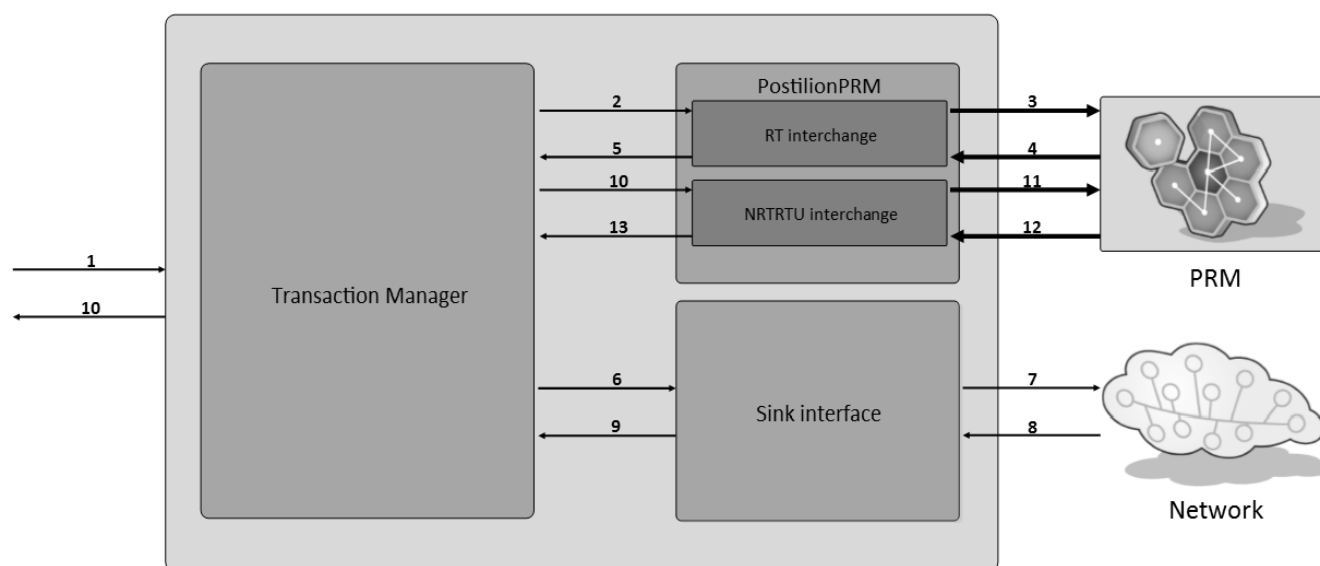 PostilionPRM
2
3
RT interchange
5
4
10
11
NRTRTU interchange
13
12
1
PRM
Transaction Manager
10
6
7
Sink interface
9
8
Network